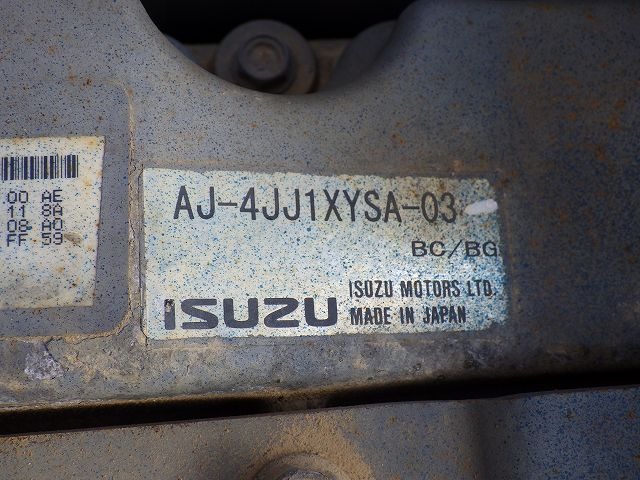 00 AE
11 8A
08 A0
FF 59
AJ-4JJ1XYSA-03
BC/BG
ISUZU
ISUZU MOTORS LTD.
MADE IN JAPAN